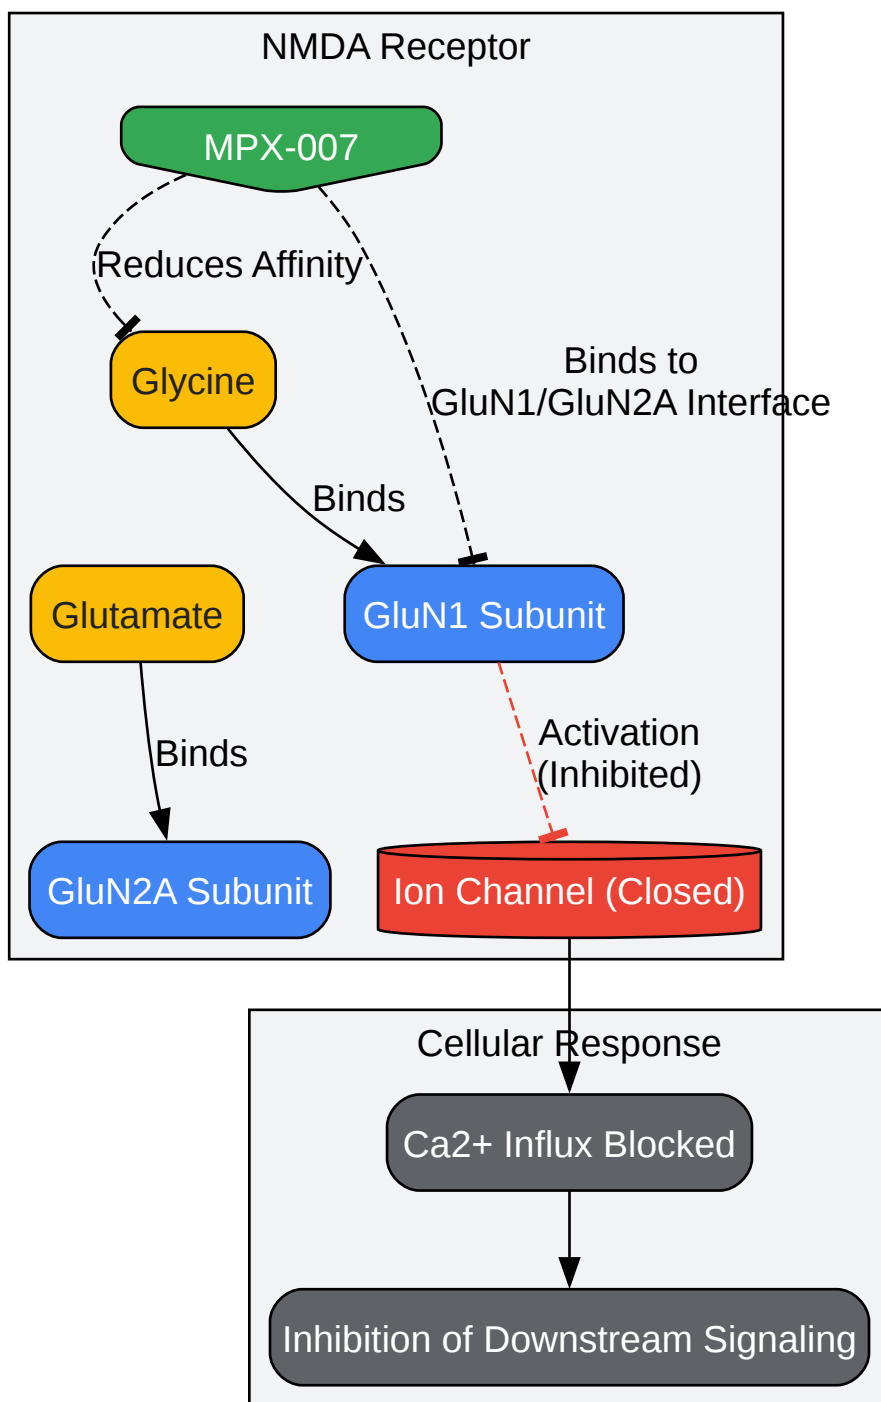 NMDA Receptor
MPX-007
Reduces Affinity
Glycine
Binds to
GluN1/GluN2A Interface
Binds
Glutamate
GluN1 Subunit
Binds
Activation
(Inhibited)
GluN2A Subunit
Ion Channel (Closed)
Cellular Response
Ca2+ Influx Blocked
Inhibition of Downstream Signaling